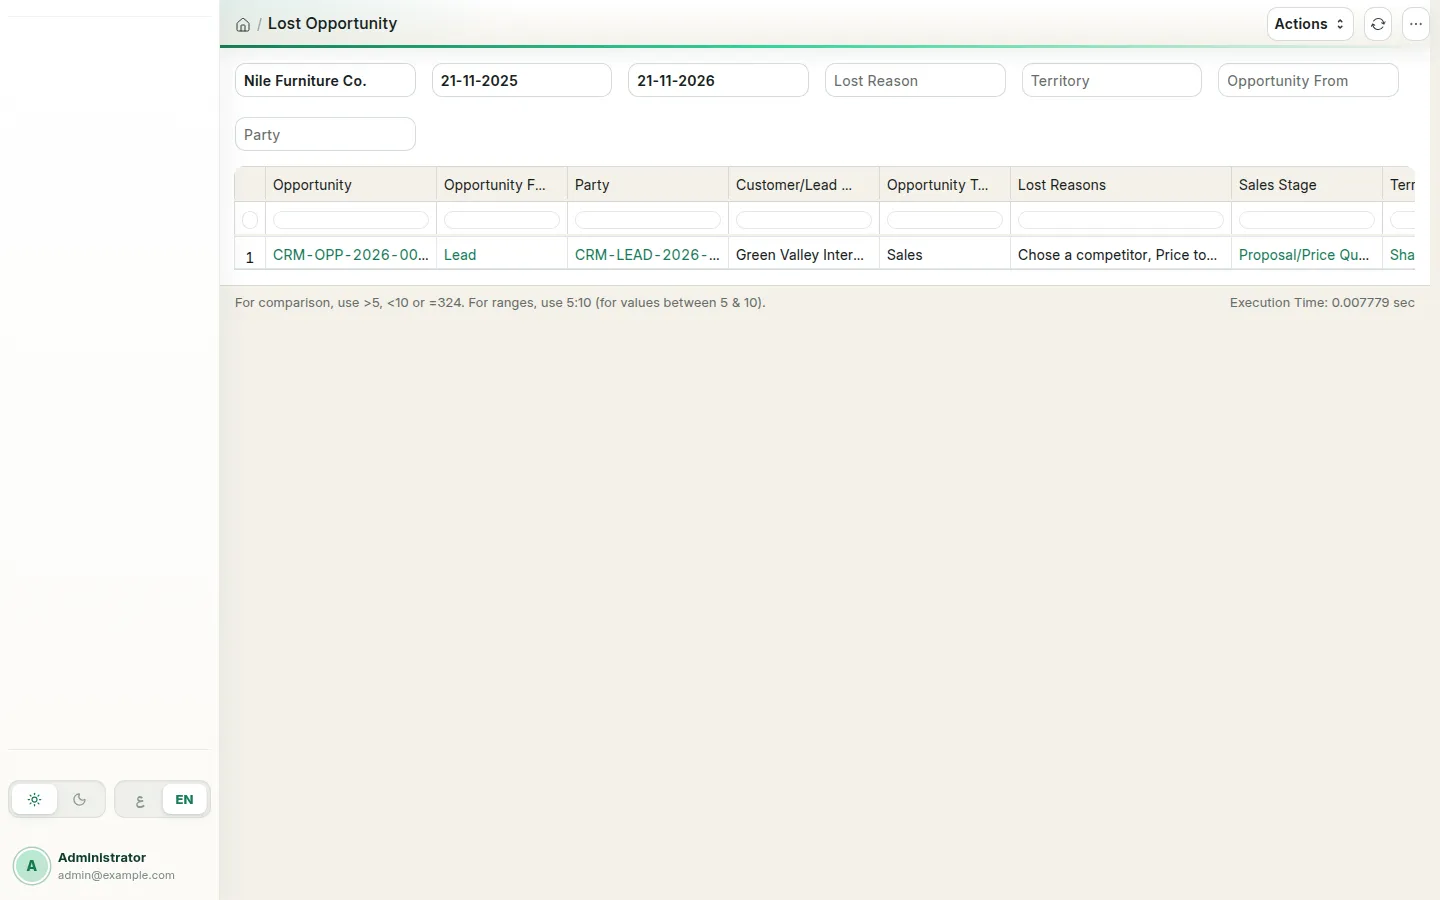 / Lost Opportunity
Actions
Nile Furniture Co.
21-11-2025
21-11-2026
Lost Reason
Territory
Opportunity From
Party
Opportunity
Opportunity F...
Party
Customer/Lead ...
Opportunity T...
Lost Reasons
Sales Stage
Terr
1
CRM-OPP-2026-00...
Lead
CRM-LEAD-2026-...
Green Valley Inter...
Sales
Chose a competitor, Price to...
Proposal/Price Qu...
Sha
For comparison, use >5, <10 or =324. For ranges, use 5:10 (for values between 5 & 10).
Execution Time: 0.007779 sec
ع
EN
A
Administrator
admin@example.com